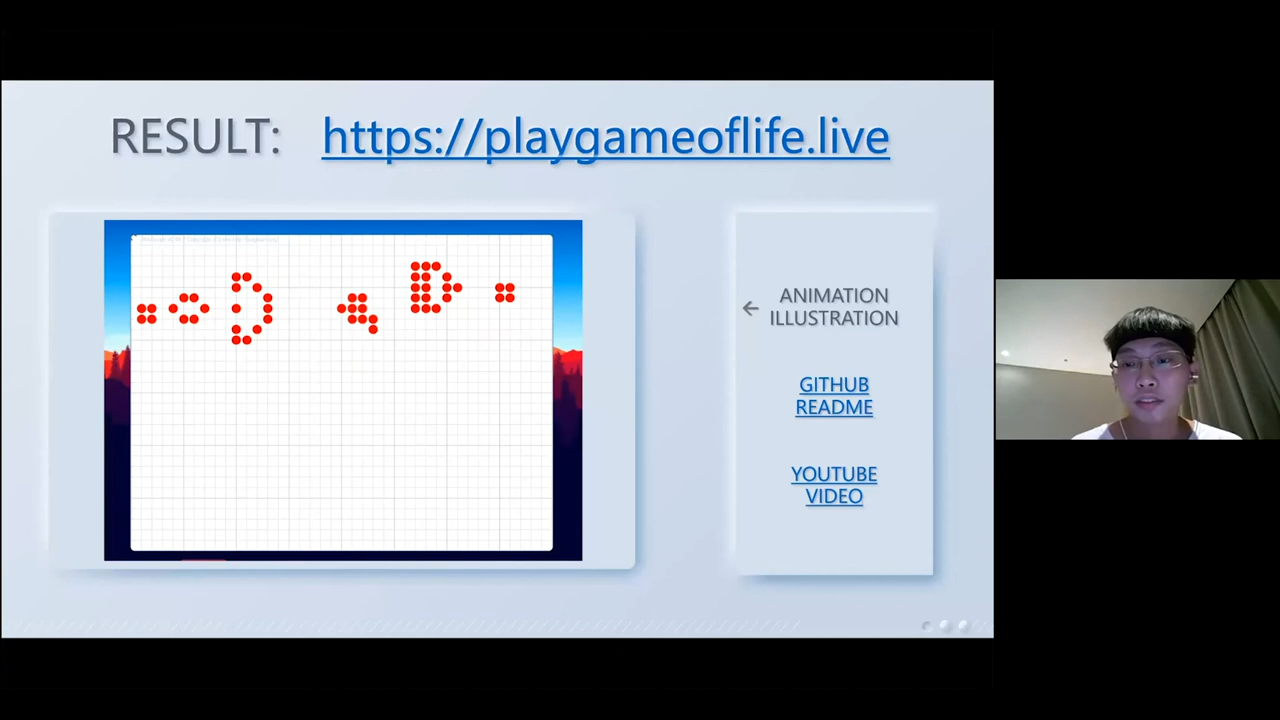 RESULT: https://playgameoflife.live
← ANIMATION
ILLUSTRATION
GITHUB
README
YOUTUBE
VIDEO